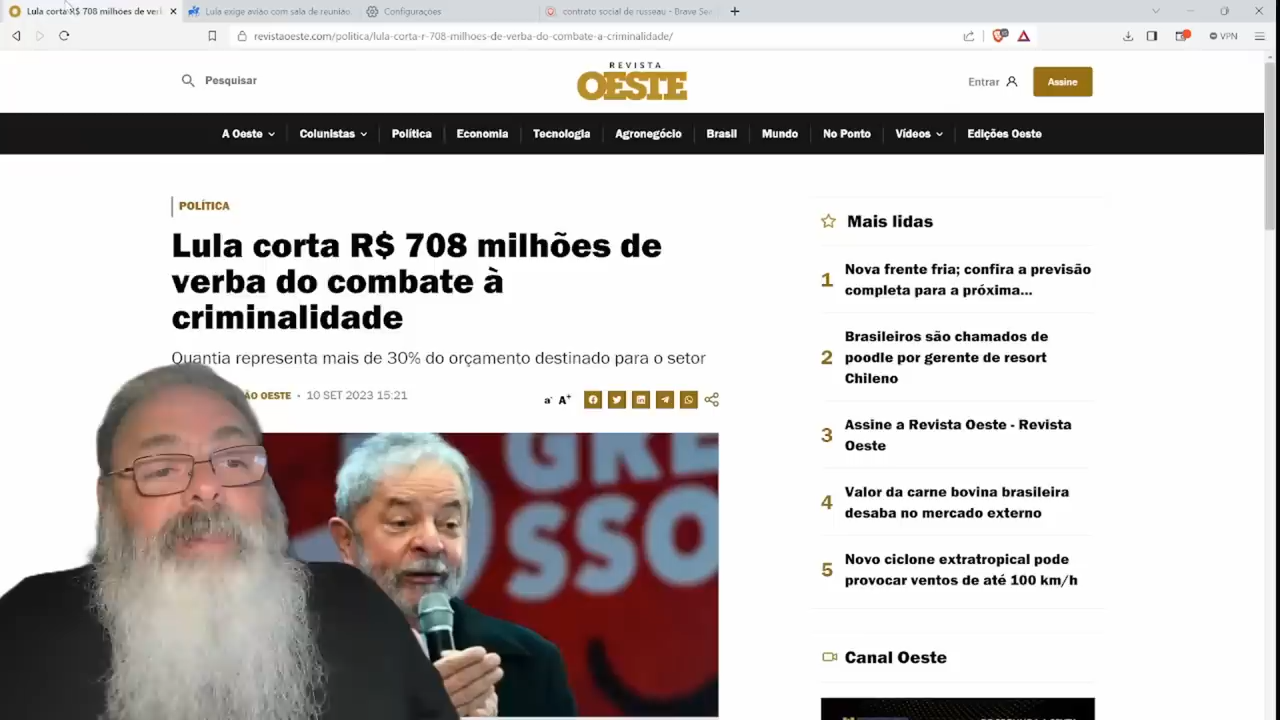 Lula corta R$ 708 milhões de ver
Lula exige avião com sala de reunião
Configurações
contrato social de russeau - Brave Sea
revistaoeste.com/politica/lula-corta-r-708-milhoes-de-verba-do-combate-a-criminalidade/
VPN
Pesquisar
REVISTA
OESTE
Entrar
Assine
A Oeste
Colunistas
Política
Economia
Tecnologia
Agronegócio
Brasil
Mundo
No Ponto
Vídeos
Edições Oeste
POLÍTICA
Lula corta R$ 708 milhões de
verba do combate à
criminalidade
Quantia representa mais de 30% do orçamento destinado para o setor
ÃO OESTE • 10 SET 2023 15:21
a- A+
GRE
SSO
Mais lidas
1
Nova frente fria; confira a previsão
completa para a próxima...
2
Brasileiros são chamados de
poodle por gerente de resort
Chileno
3
Assine a Revista Oeste - Revista
Oeste
4
Valor da carne bovina brasileira
desaba no mercado externo
5
Novo ciclone extratropical pode
provocar ventos de até 100 km/h
Canal Oeste